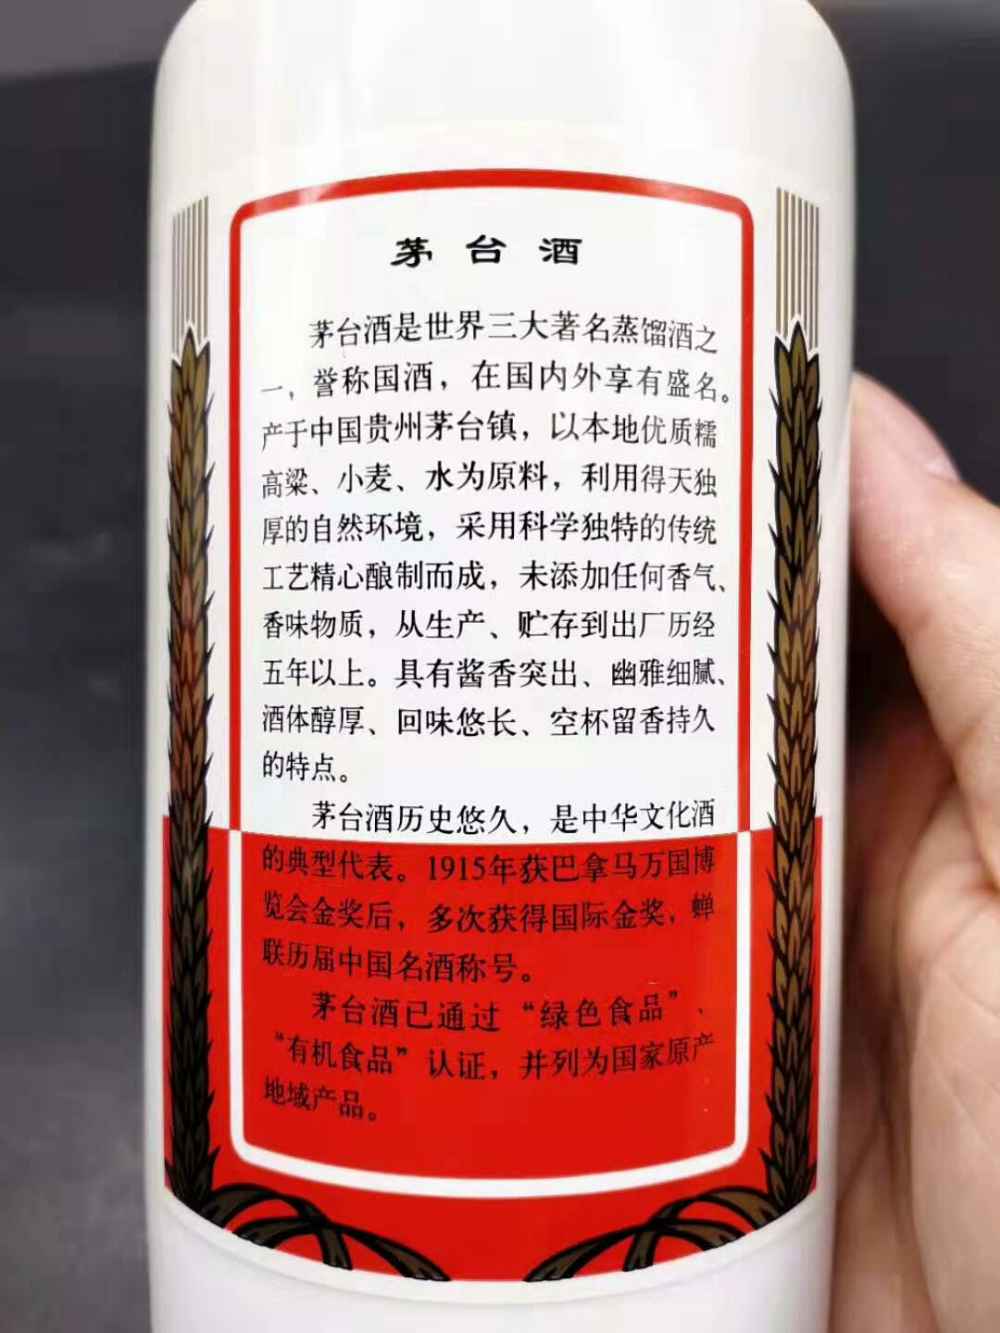 茅台酒
茅台酒是世界三大著名蒸馏酒之
一，誉称国酒，在国内外享有盛名。
产于中国贵州茅台镇，以本地优质糯
高粱、小麦、水为原料，利用得天独
厚的自然环境，采用科学独特的传统
工艺精心酿制而成，未添加任何香气、
香味物质，从生产、贮存到出厂历经
五年以上。具有酱香突出、幽雅细腻、
酒体醇厚、回味悠长、空杯留香持久
的特点。
茅台酒历史悠久，是中华文化酒
的典型代表。1915年获巴拿马万国博
览会金奖后，多次获得国际金奖，蝉
联历届中国名酒称号。
茅台酒已通过“绿色食品”、
“有机食品”认证，并列为国家原产
地域产品。